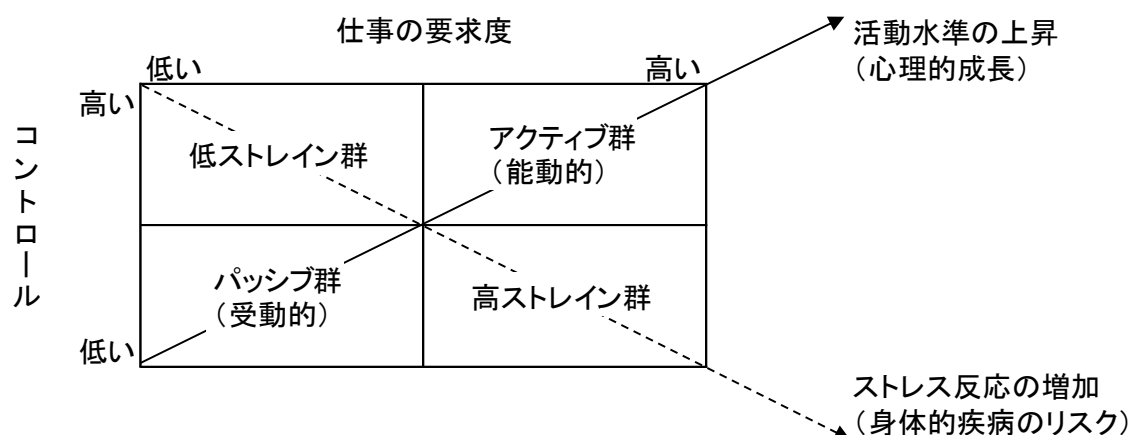 仕事の要求度
活動水準の上昇
（心理的成長）
低い
高い
高い
コントロール
低ストレイン群
アクティブ群
（能動的）
パッシブ群
（受動的）
高ストレイン群
低い
ストレス反応の増加
（身体的疾病のリスク）